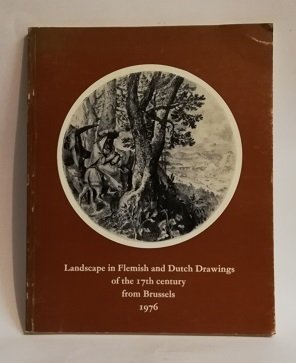 Landscape in Flemish and Dutch Drawings
of the 17th century
from Brussels
1976